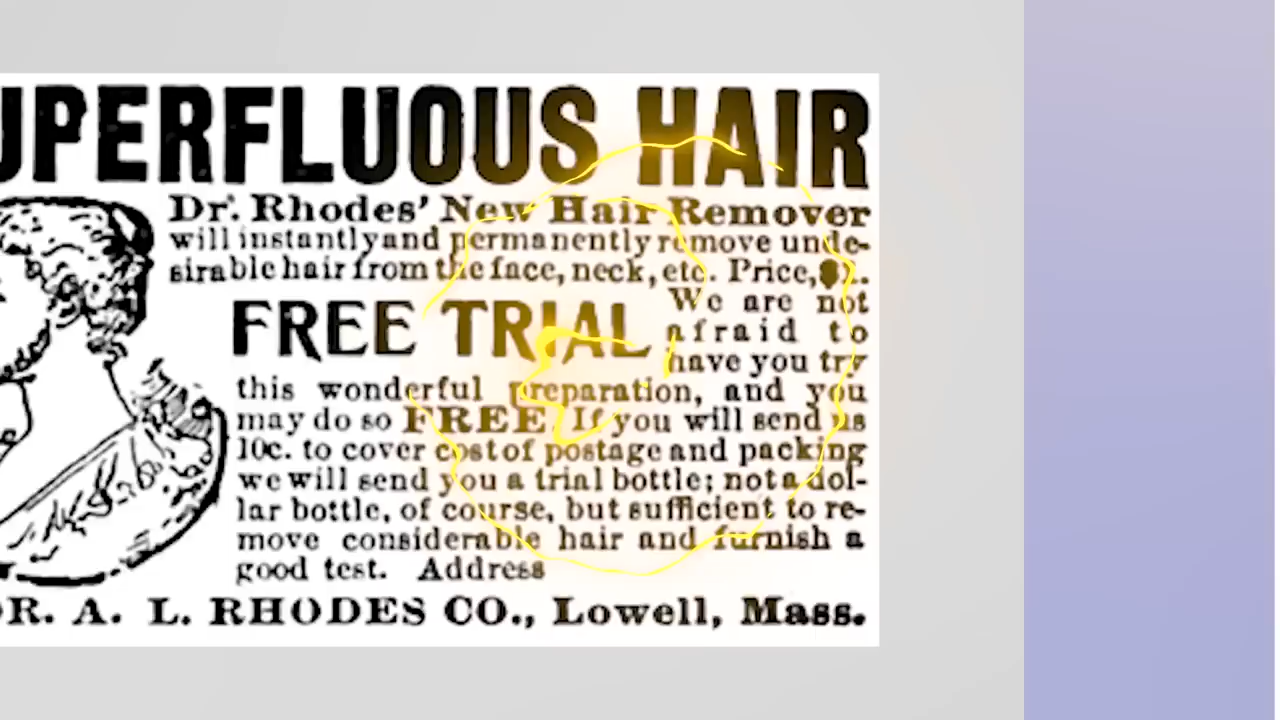 UPERFLUOUS HAIR
Dr. Rhodes' New Hair Remover
will instantly and permanently remove unde-
sirable hair from the face, neck, etc. Price, $1.
FREE TRIAL
We are not
afraid to
have you try
this wonderful preparation, and you
may do so FREE. If you will send us
10c. to cover cost of postage and packing
we will send you a trial bottle; not a dol-
lar bottle, of course, but sufficient to re-
move considerable hair and furnish a
good test. Address
DR. A. L. RHODES CO., Lowell, Mass.